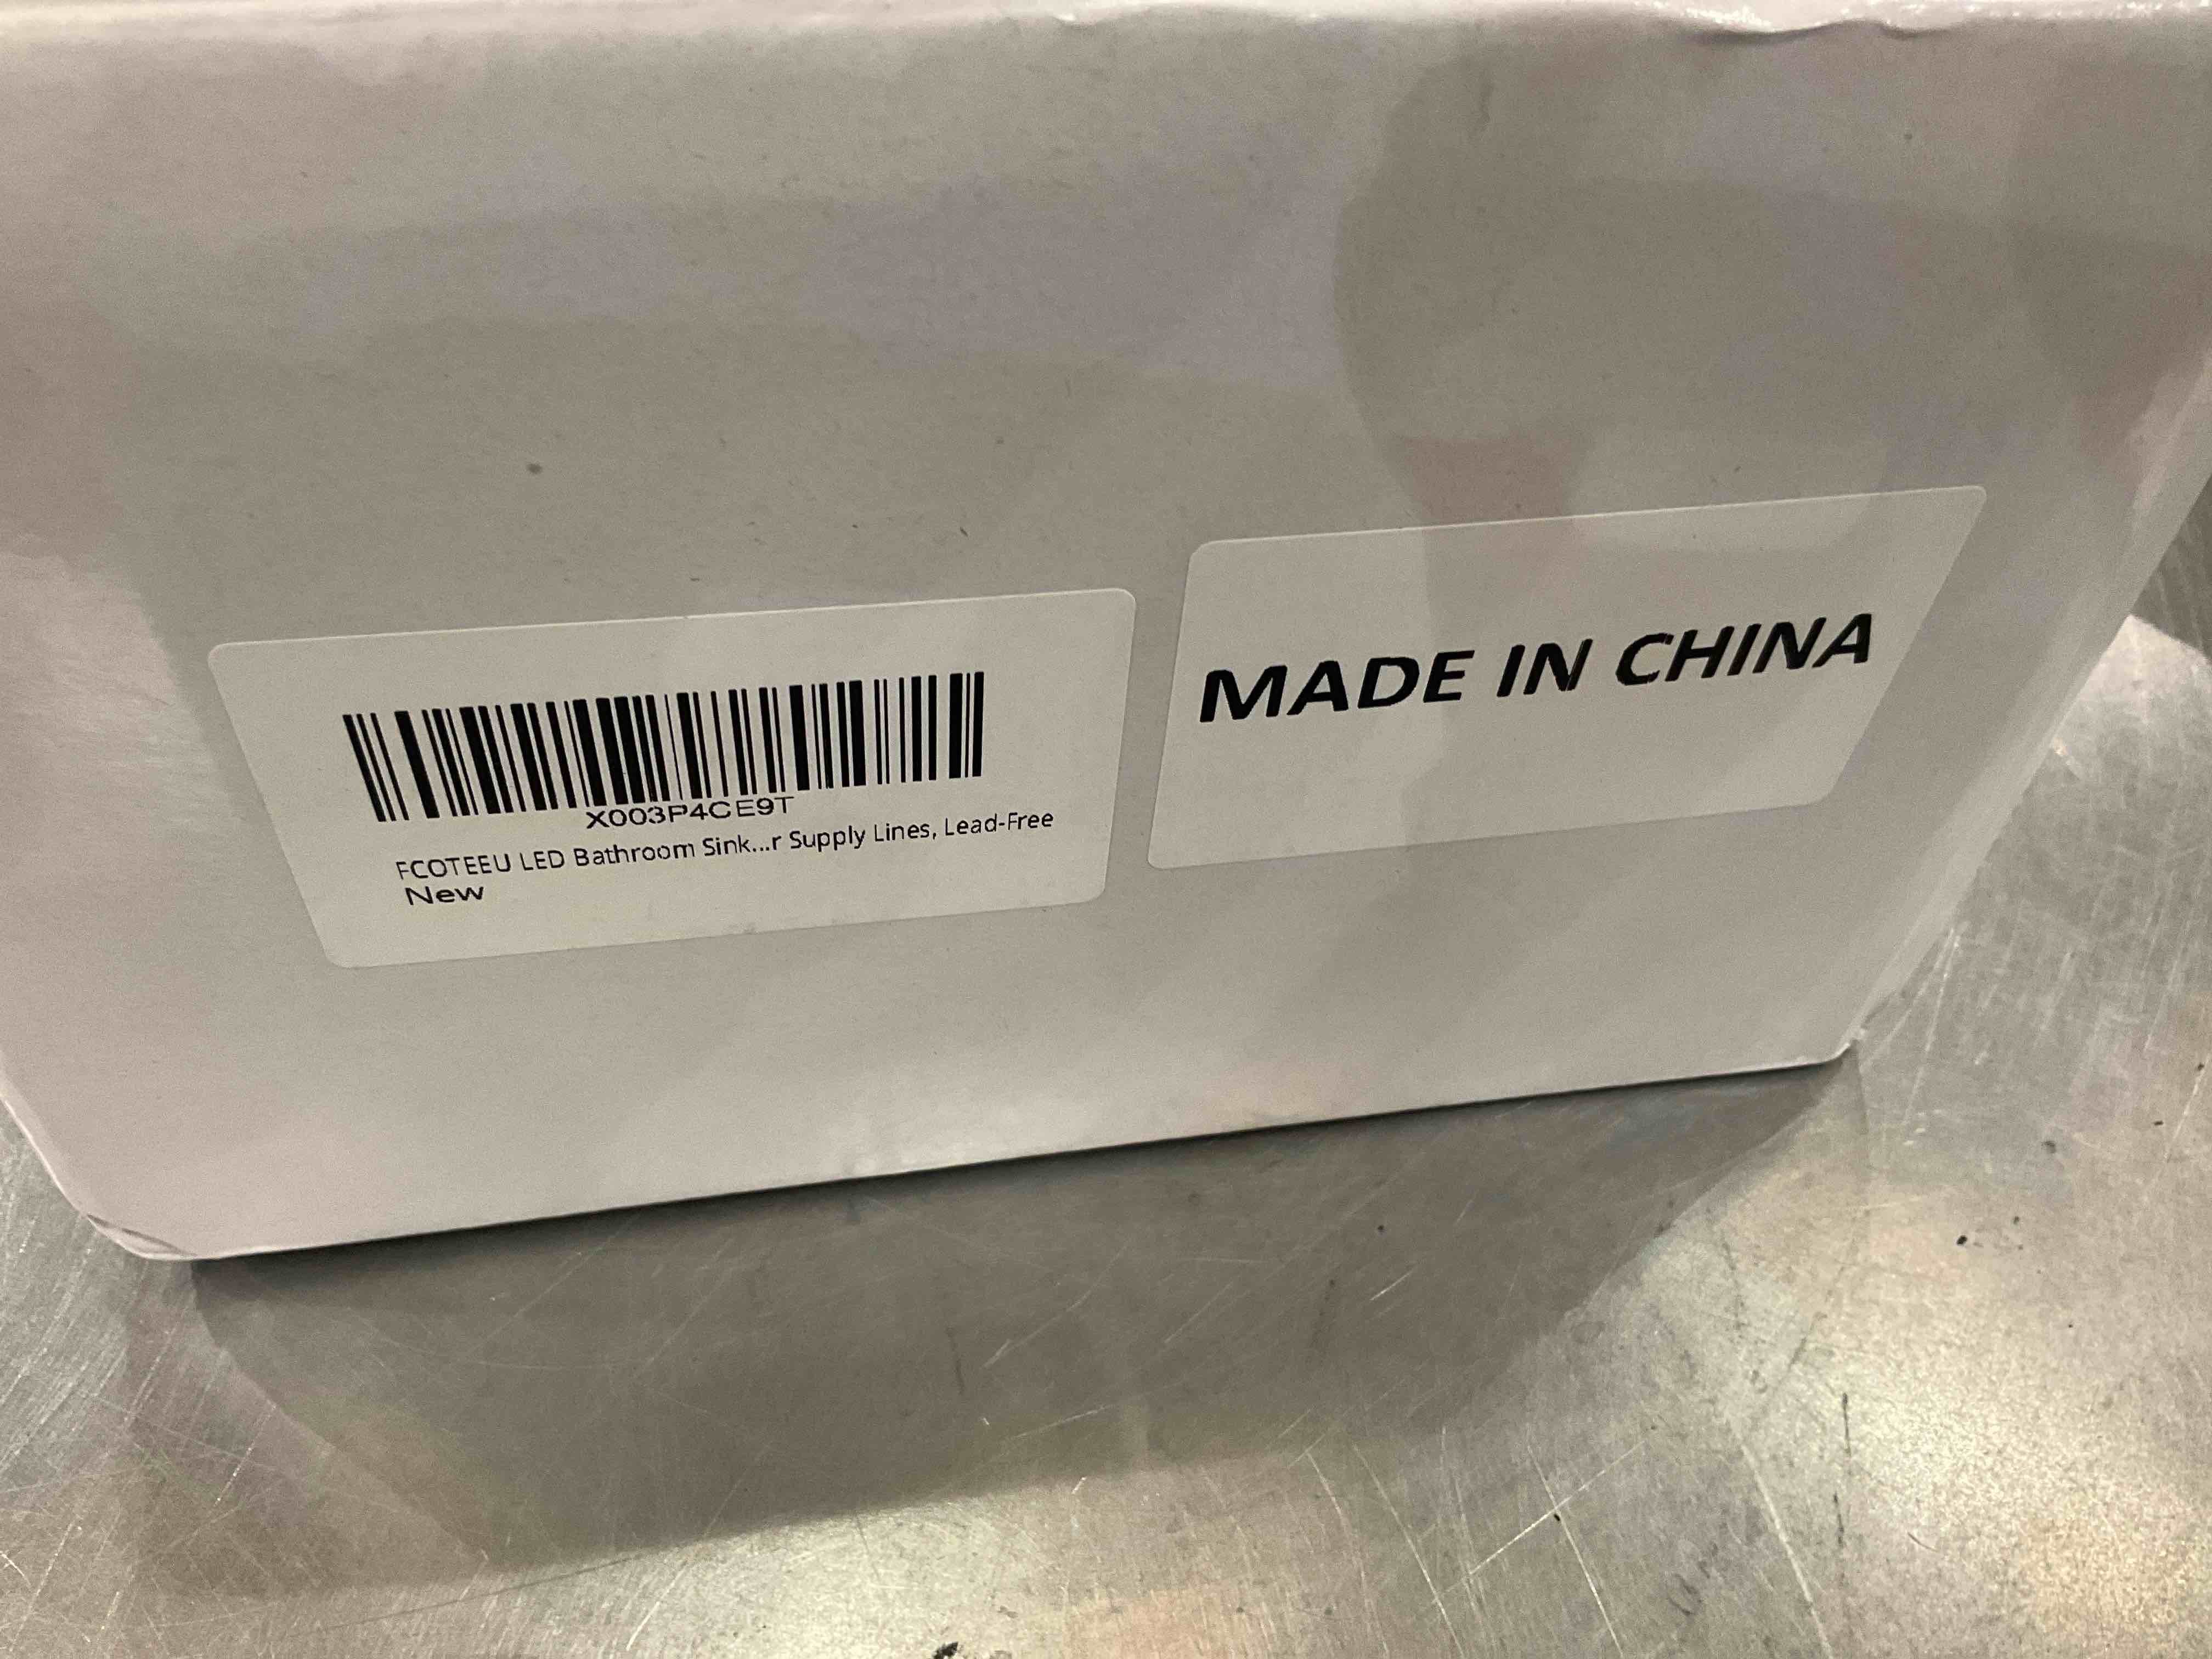 X003P4CE9T
FCOTEEU LED Bathroom Sink...r Supply Lines, Lead-Free
New
MADE IN CHINA